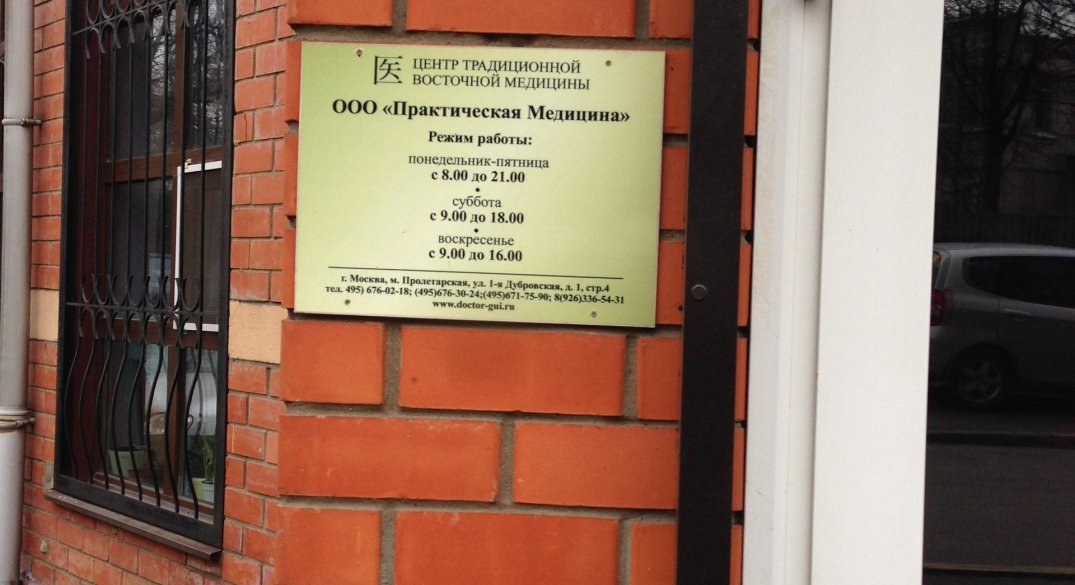 医 ЦЕНТР ТРАДИЦИОННОЙ
ВОСТОЧНОЙ МЕДИЦИНЫ
ООО «Практическая Медицина»
Режим работы:
понедельник-пятница
с 8.00 до 21.00
•
суббота
с 9.00 до 18.00
•
воскресенье
с 9.00 до 16.00
г. Москва, м. Пролетарская, ул. 1-я Дубровская, д. 1, стр.4
тел. 495) 676-02-18; (495)676-30-24;(495)671-75-90; 8(926)336-54-31
www.doctor-gui.ru